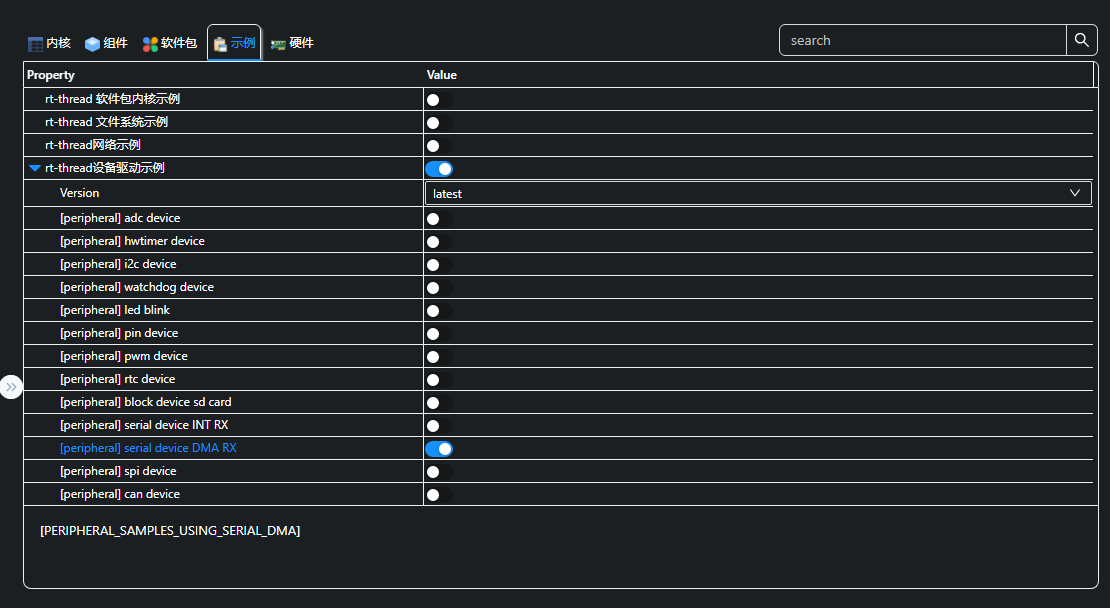 内核 组件 软件包 示例 硬件 search
Property Value
rt-thread 软件包内核示例
rt-thread 文件系统示例
rt-thread网络示例
rt-thread设备驱动示例
Version latest
[peripheral] adc device
[peripheral] hwtimer device
[peripheral] i2c device
[peripheral] watchdog device
[peripheral] led blink
[peripheral] pin device
[peripheral] pwm device
[peripheral] rtc device
[peripheral] block device sd card
[peripheral] serial device INT RX
[peripheral] serial device DMA RX
[peripheral] spi device
[peripheral] can device
[PERIPHERAL_SAMPLES_USING_SERIAL_DMA]